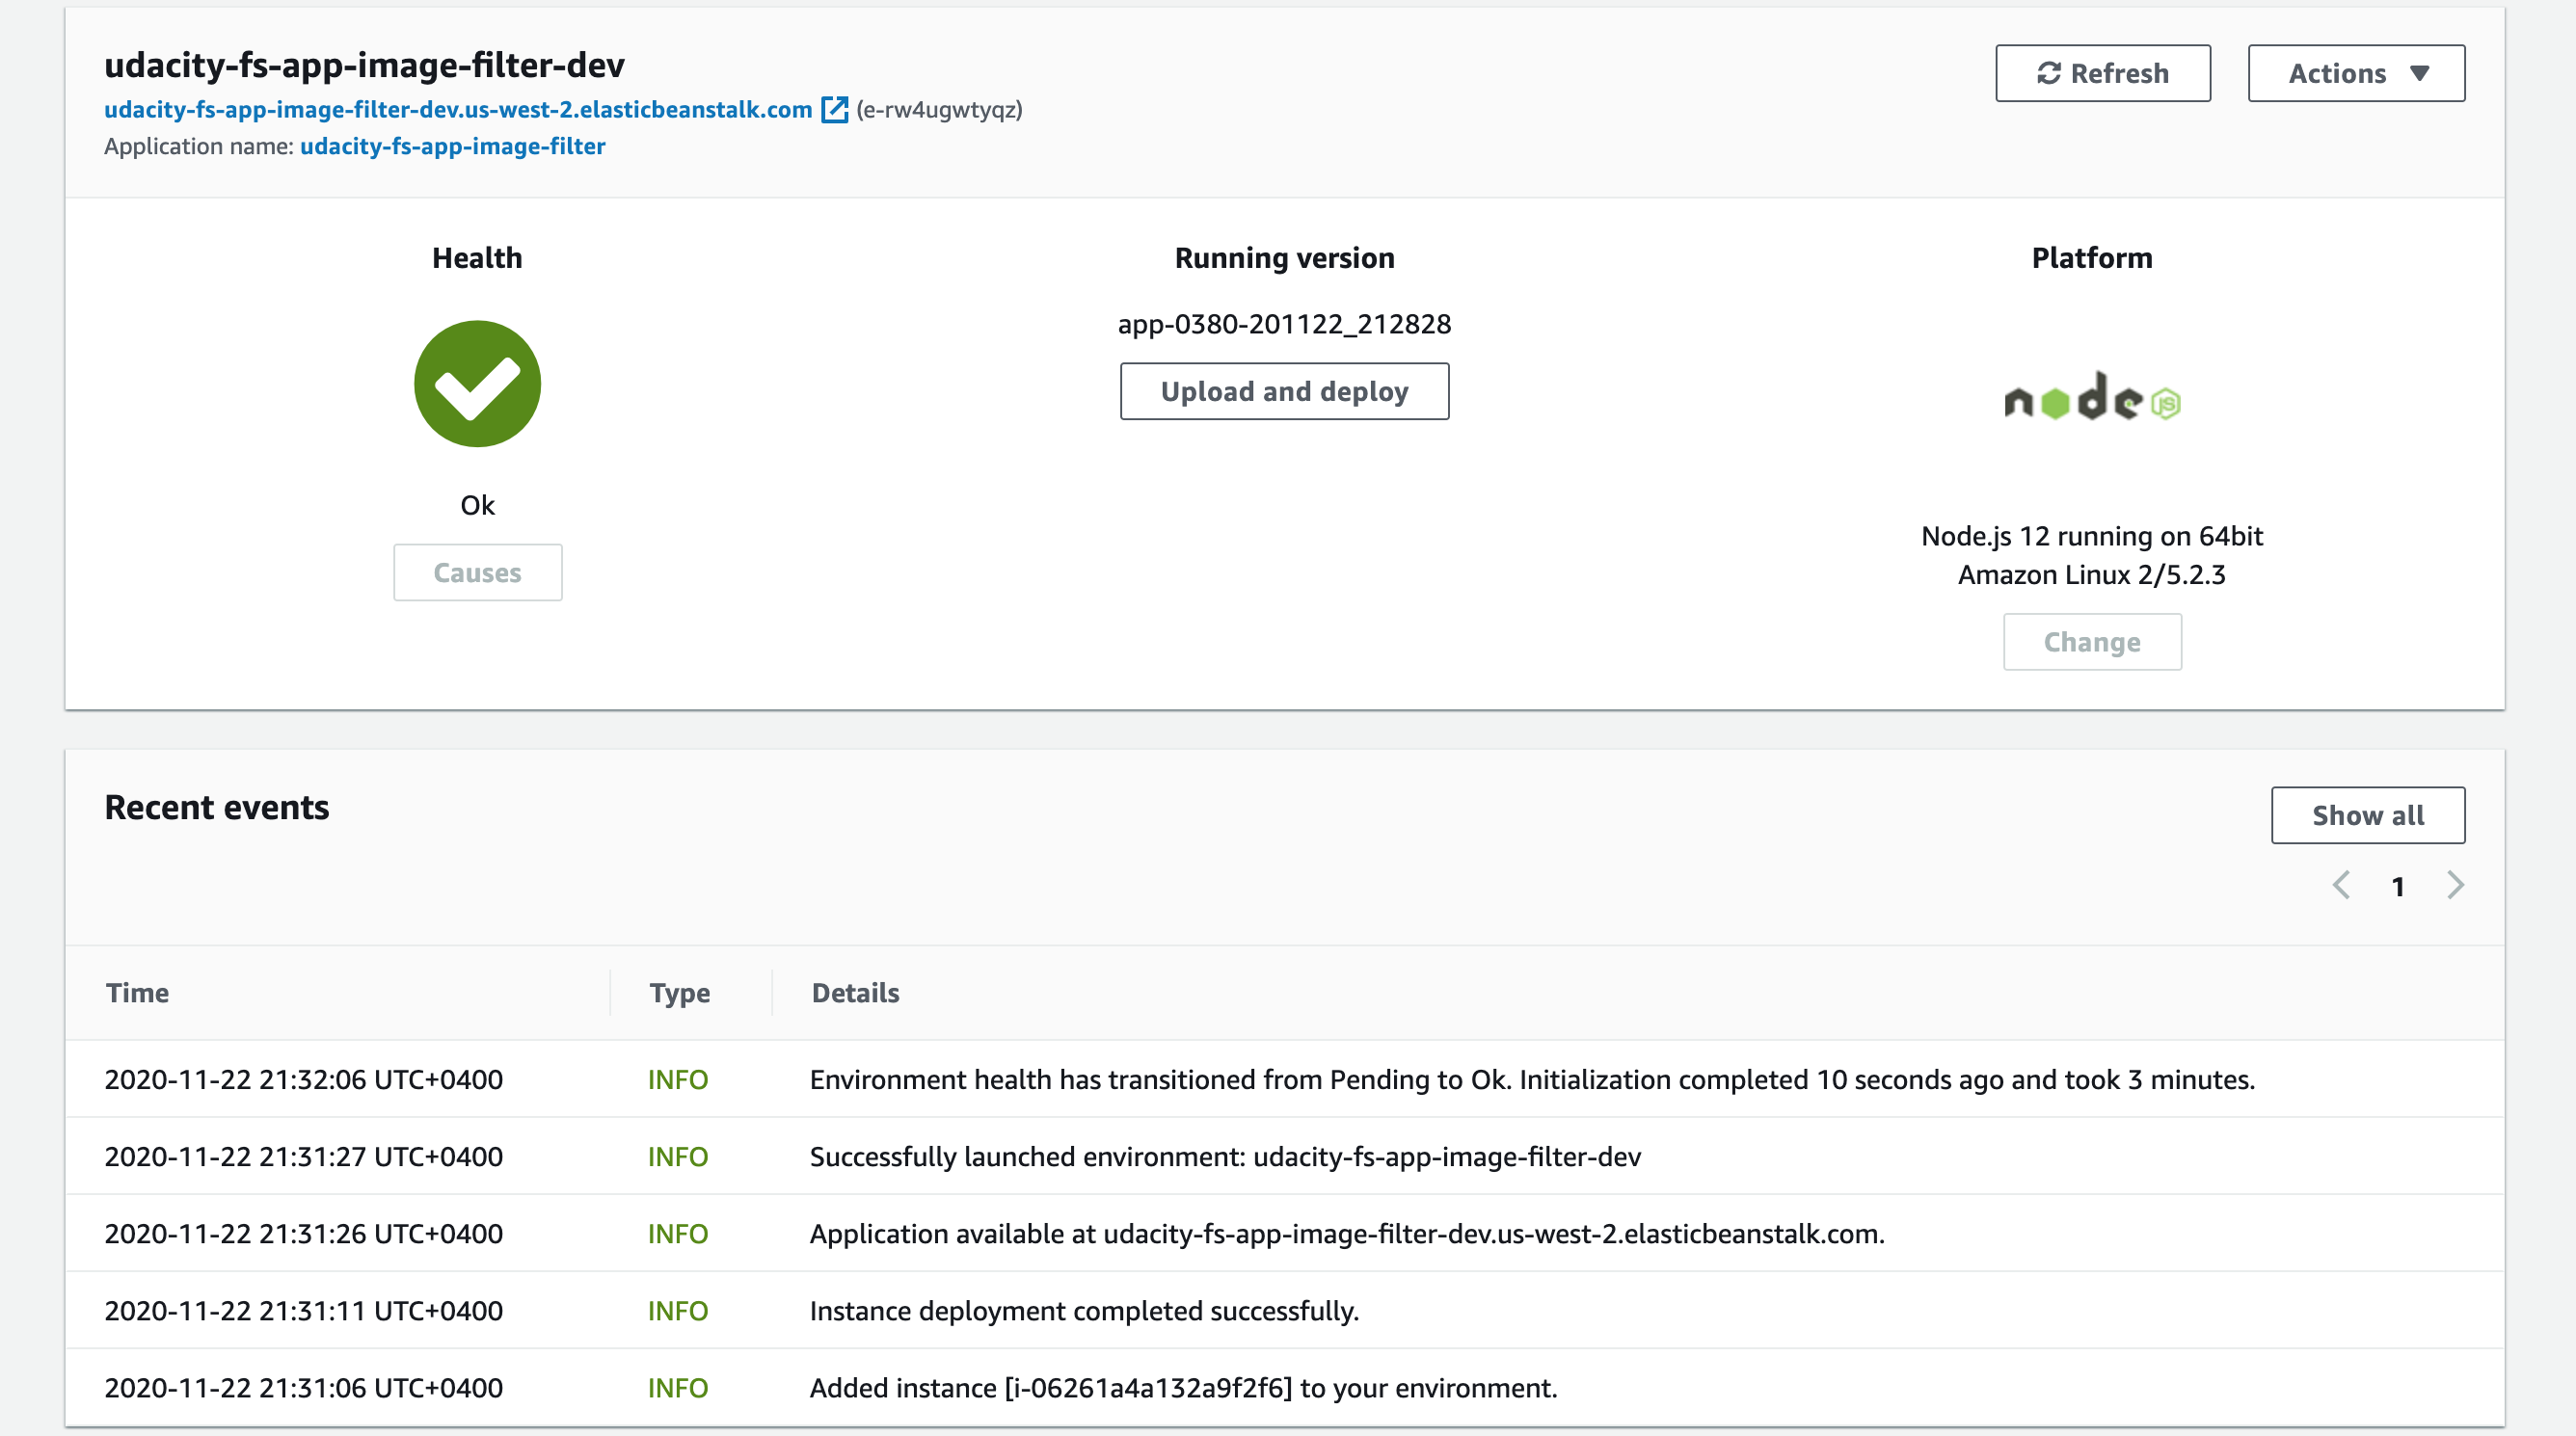 udacity-fs-app-image-filter-dev
Refresh
Actions
udacity-fs-app-image-filter-dev.us-west-2.elasticbeanstalk.com (e-rw4ugwtyqz)
Application name: udacity-fs-app-image-filter
Health
Running version
Platform
app-0380-201122_212828
Upload and deploy
node JS
Ok
Causes
Node.js 12 running on 64bit
Amazon Linux 2/5.2.3
Change
Recent events
Show all
1
Time Type Details
2020-11-22 21:32:06 UTC+0400 INFO Environment health has transitioned from Pending to Ok. Initialization completed 10 seconds ago and took 3 minutes.
2020-11-22 21:31:27 UTC+0400 INFO Successfully launched environment: udacity-fs-app-image-filter-dev
2020-11-22 21:31:26 UTC+0400 INFO Application available at udacity-fs-app-image-filter-dev.us-west-2.elasticbeanstalk.com.
2020-11-22 21:31:11 UTC+0400 INFO Instance deployment completed successfully.
2020-11-22 21:31:06 UTC+0400 INFO Added instance [i-06261a4a132a9f2f6] to your environment.